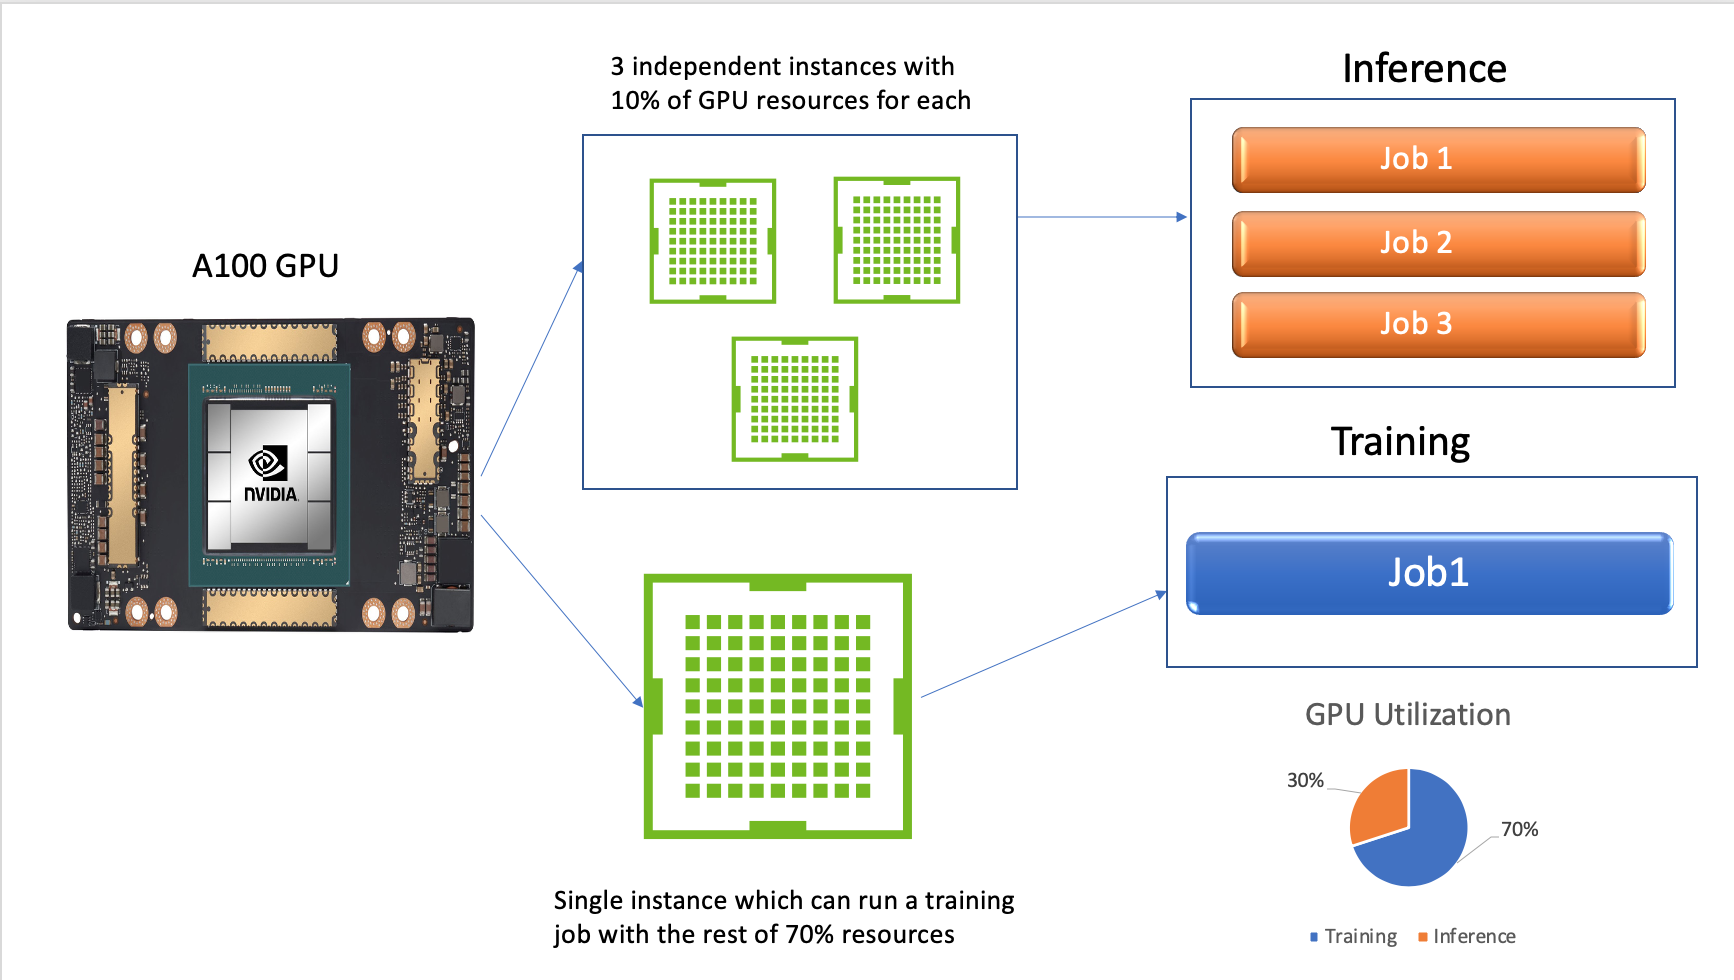 3 independent instances with
10% of GPU resources for each
Inference
Job 1
Job 2
Job 3
A100 GPU
NVIDIA.
Training
Job1
GPU Utilization
30%
70%
Training
Inference
Single instance which can run a training
job with the rest of 70% resources